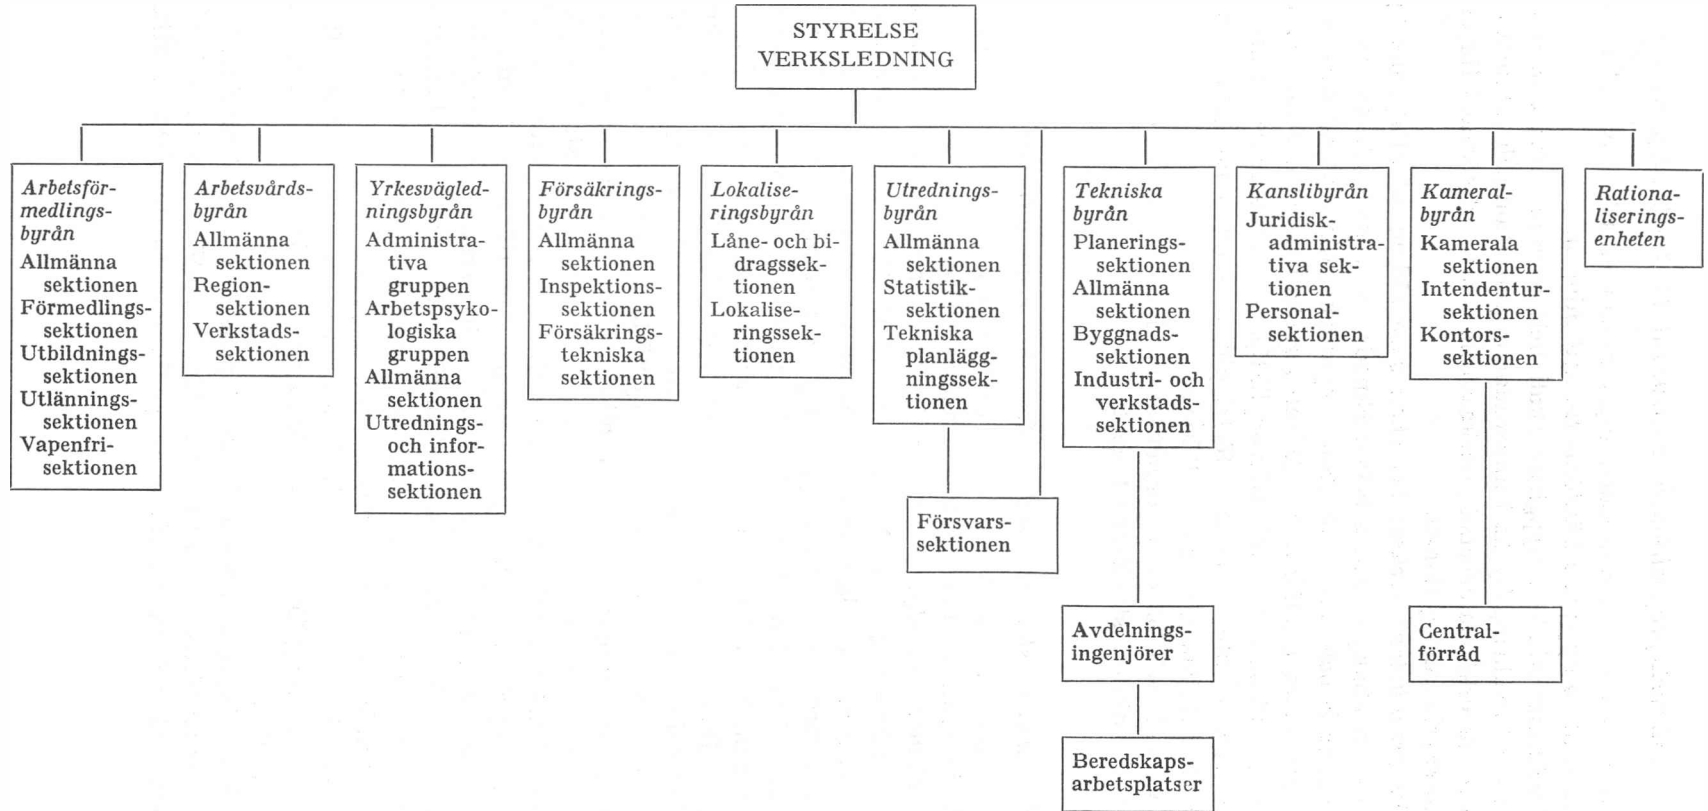 STYRELSE
VERKSLEDNING
Arbetsför-
medlings-
byrån
Allmänna
sektionen
Förmedlings-
sektionen
Utbildnings-
sektionen
Utlännings-
sektionen
Vapenfri-
sektionen
Arbetsvårds-
byrån
Allmänna
sektionen
Region-
sektionen
Verkstads-
sektionen
Yrkesvägled-
ningsbyrån
Administra-
tiva
gruppen
Arbetspsyko-
logiska
gruppen
Allmänna
sektionen
Utrednings-
och infor-
mations-
sektionen
Försäkrings-
byrån
Allmänna
sektionen
Inspektions-
sektionen
Försäkrings-
tekniska
sektionen
Lokalise-
ringsbyrån
Låne- och bi-
dragssek-
tionen
Lokalise-
ringssek-
tionen
Utrednings-
byrån
Allmänna
sektionen
Statistik-
sektionen
Tekniska
planlägg-
ningssek-
tionen
Tekniska
byrån
Planerings-
sektionen
Allmänna
sektionen
Byggnads-
sektionen
Industri- och
verkstads-
sektionen
Kanslibyrån
Juridisk-
administra-
tiva sek-
tionen
Personal-
sektionen
Kameral-
byrån
Kamerala
sektionen
Intendentur-
sektionen
Kontors-
sektionen
Rationa-
liserings-
enheten
Försvars-
sektionen
Avdelnings-
ingenjörer
Central-
förråd
Beredskaps-
arbetsplatser